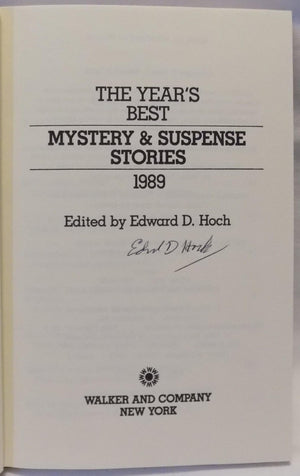 THE YEAR'S
BEST
MYSTERY & SUSPENSE
STORIES
1989
Edited by Edward D. Hoch
Edward D Hoch
WALKER AND COMPANY
NEW YORK